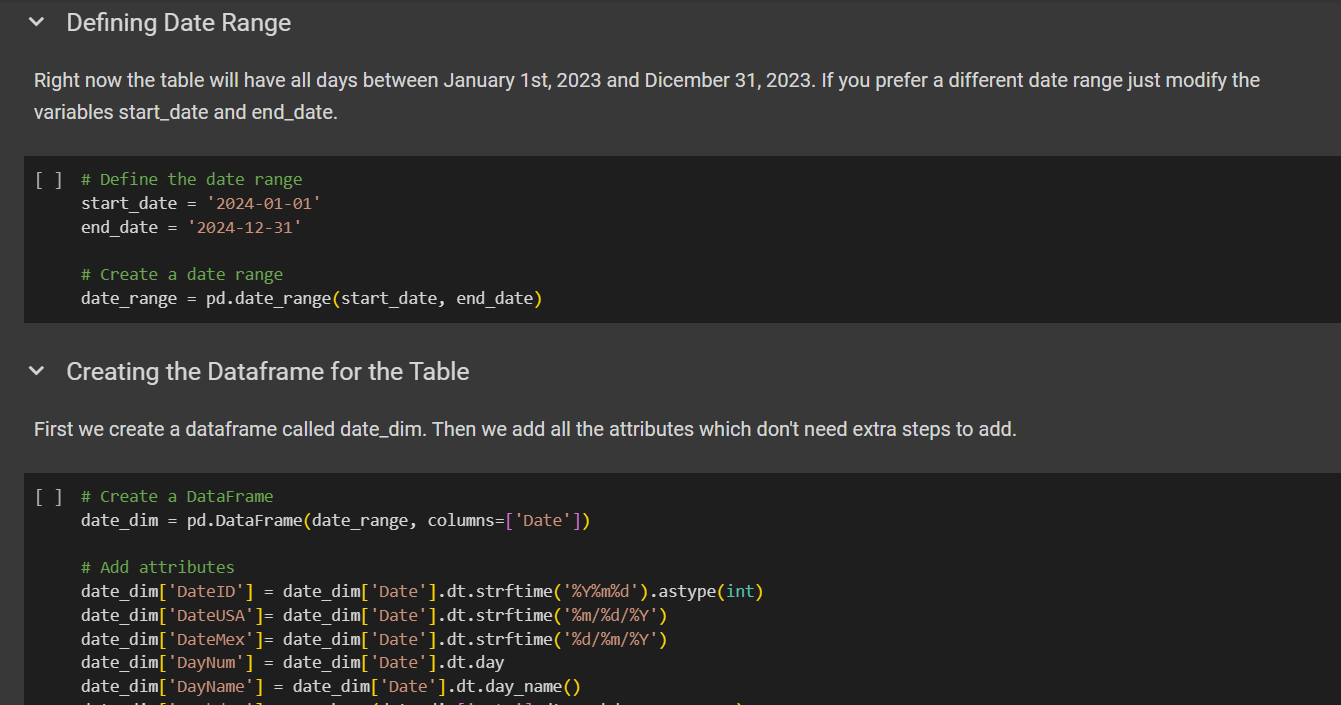 Defining Date Range
Right now the table will have all days between January 1st, 2023 and Dicember 31, 2023. If you prefer a different date range just modify the
variables start_date and end_date.
[ ] # Define the date range
start_date = '2024-01-01'
end_date = '2024-12-31'
# Create a date range
date_range = pd.date_range(start_date, end_date)
Creating the Dataframe for the Table
First we create a dataframe called date_dim. Then we add all the attributes which don't need extra steps to add.
[ ] # Create a DataFrame
date_dim = pd.DataFrame(date_range, columns=['Date'])
# Add attributes
date_dim['DateID'] = date_dim['Date'].dt.strftime('%Y%m%d').astype(int)
date_dim['DateUSA']= date_dim['Date'].dt.strftime('%m/%d/%Y')
date_dim['DateMex']= date_dim['Date'].dt.strftime('%d/%m/%Y')
date_dim['DayNum'] = date_dim['Date'].dt.day
date_dim['DayName'] = date_dim['Date'].dt.day_name()